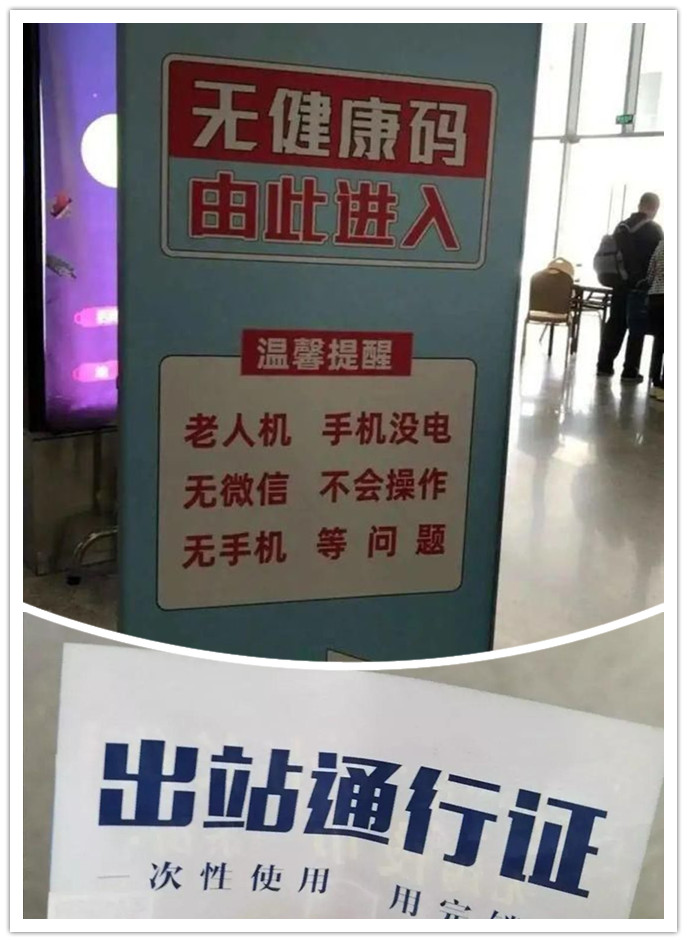 无健康码
由此进入
温馨提醒
老人机 手机没电
无微信 不会操作
无手机 等问题
出站通行证
一次性使用 用完